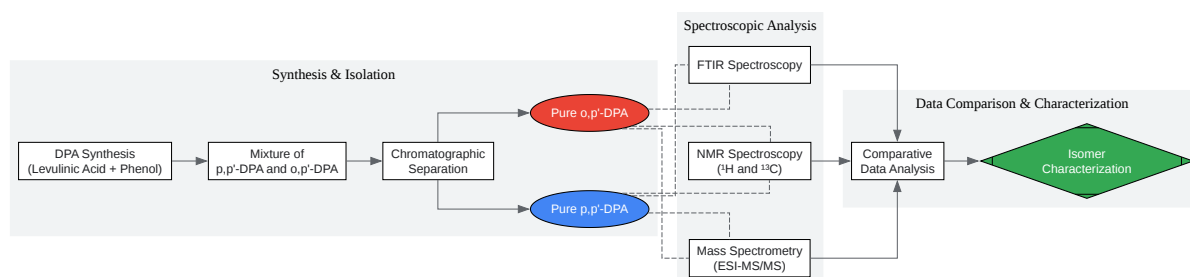 Spectroscopic Analysis
Synthesis & Isolation
FTIR Spectroscopy
Data Comparison & Characterization
Pure o,p'-DPA
DPA Synthesis
(Levulinic Acid + Phenol)
Mixture of
p,p'-DPA and o,p'-DPA
Chromatographic
Separation
NMR Spectroscopy
(¹H and ¹³C)
Comparative
Data Analysis
Isomer
Characterization
Pure p,p'-DPA
Mass Spectrometry
(ESI-MS/MS)